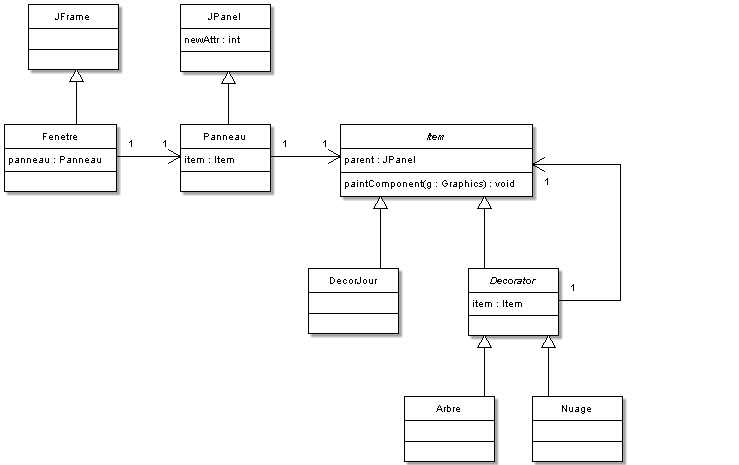 JFrame
JPanel
newAttr : int
Fenetre
panneau : Panneau
1
1
Panneau
item : Item
1
1
Item
parent : JPanel
paintComponent(g : Graphics) : void
1
DecorJour
Decorator
item : Item
1
Arbre
Nuage